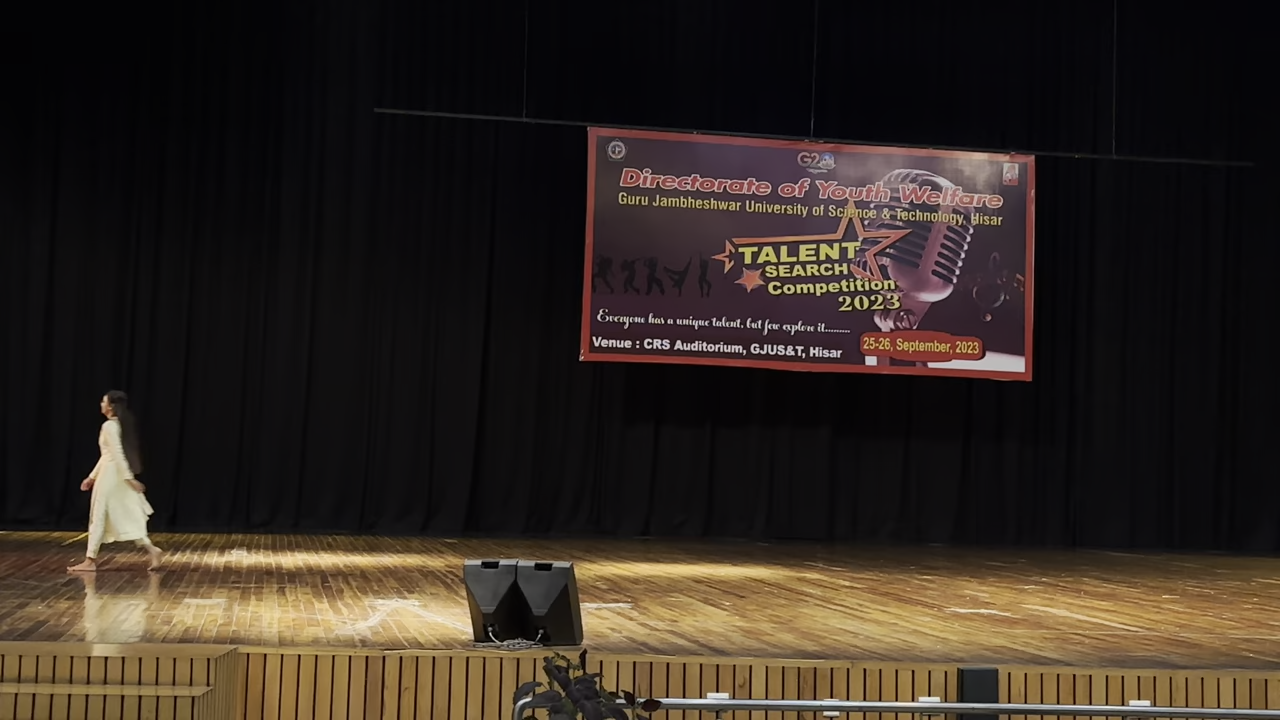 G20
Directorate of Youth Welfare
Guru Jambheshwar University of Science & Technology, Hisar
TALENT
SEARCH
Competition
2023
Everyone has a unique talent, but few explore it.........
Venue : CRS Auditorium, GJUS&T, Hisar
25-26, September, 2023